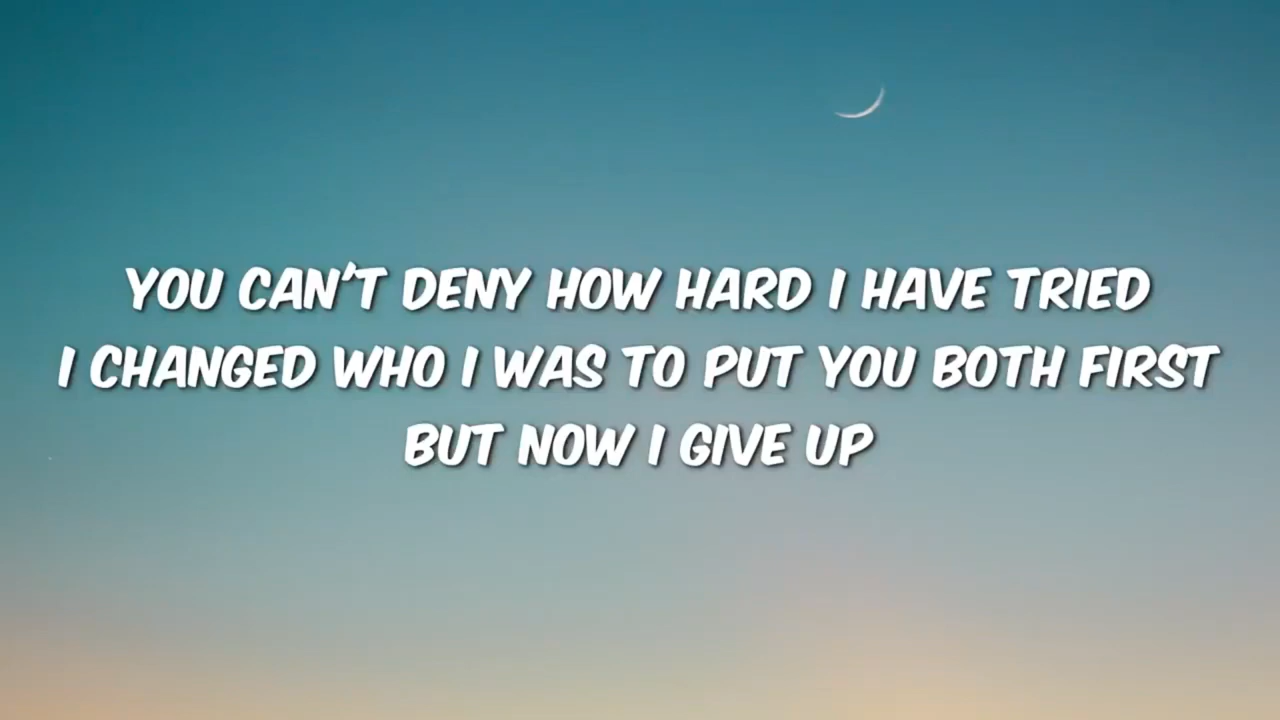 YOU CAN'T DENY HOW HARD I HAVE TRIED
I CHANGED WHO I WAS TO PUT YOU BOTH FIRST
BUT NOW I GIVE UP